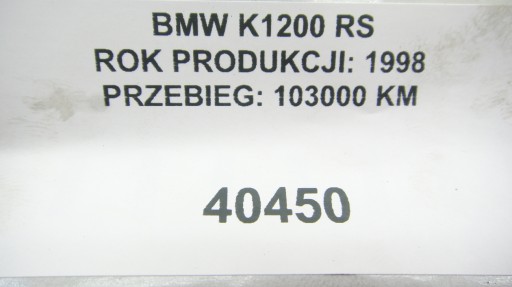 BMW K1200 RS
ROK PRODUKCJI: 1998
PRZEBIEG: 103000 KM
40450